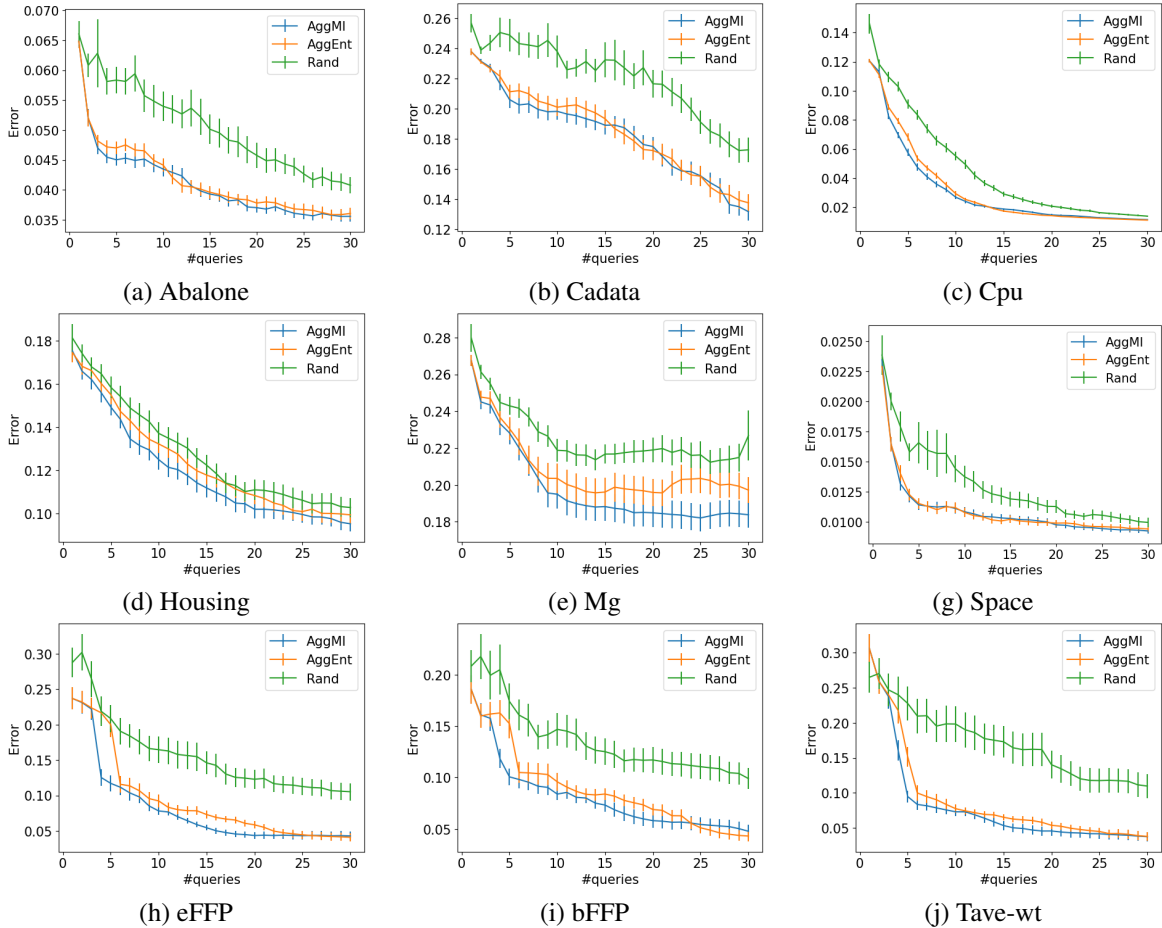 0.070
0.065
0.060
0.055
0.050
0.045
0.040
0.035
Error
AggMI
AggEnt
Rand
0 5 10 15 20 25 30
#queries
(a) Abalone
0.26
0.24
0.22
0.20
0.18
0.16
0.14
0.12
Error
AggMI
AggEnt
Rand
0 5 10 15 20 25 30
#queries
(b) Cadata
0.14
0.12
0.10
0.08
0.06
0.04
0.02
Error
AggMI
AggEnt
Rand
0 5 10 15 20 25 30
#queries
(c) Cpu
0.18
0.16
0.14
0.12
0.10
Error
AggMI
AggEnt
Rand
0 5 10 15 20 25 30
#queries
(d) Housing
0.28
0.26
0.24
0.22
0.20
0.18
Error
AggMI
AggEnt
Rand
0 5 10 15 20 25 30
#queries
(e) Mg
0.0250
0.0225
0.0200
0.0175
0.0150
0.0125
0.0100
Error
AggMI
AggEnt
Rand
0 5 10 15 20 25 30
#queries
(g) Space
0.30
0.25
0.20
0.15
0.10
0.05
Error
AggMI
AggEnt
Rand
0 5 10 15 20 25 30
#queries
(h) eFFP
0.20
0.15
0.10
0.05
Error
AggMI
AggEnt
Rand
0 5 10 15 20 25 30
#queries
(i) bFFP
0.30
0.25
0.20
0.15
0.10
0.05
Error
AggMI
AggEnt
Rand
0 5 10 15 20 25 30
#queries
(j) Tave-wt